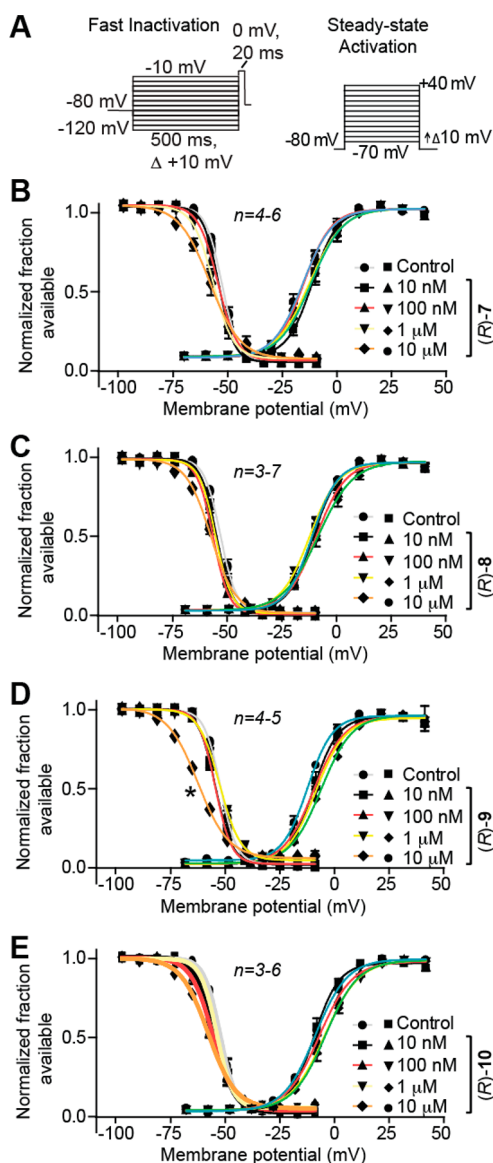 A
Fast Inactivation
0 mV,
20 ms
-10 mV
-80 mV
-120 mV
500 ms,
Δ +10 mV
Steady-state
Activation
+40 mV
-80 mV
-70 mV
Δ10 mV
B
Normalized fraction
available
1.0
0.5
0.0
n=4-6
Control
10 nM
100 nM
1 μM
10 μM
(R)-7
-100 -75 -50 -25 0 25 50
Membrane potential (mV)
C
Normalized fraction
available
1.0
0.5
0.0
n=3-7
Control
10 nM
100 nM
1 μM
10 μM
(R)-8
-100 -75 -50 -25 0 25 50
Membrane potential (mV)
D
Normalized fraction
available
1.0
0.5
0.0
n=4-5
*
Control
10 nM
100 nM
1 μM
10 μM
(R)-9
-100 -75 -50 -25 0 25 50
Membrane potential (mV)
E
Normalized fraction
available
1.0
0.5
0.0
n=3-6
Control
10 nM
100 nM
1 μM
10 μM
(R)-10
-100 -75 -50 -25 0 25 50
Membrane potential (mV)